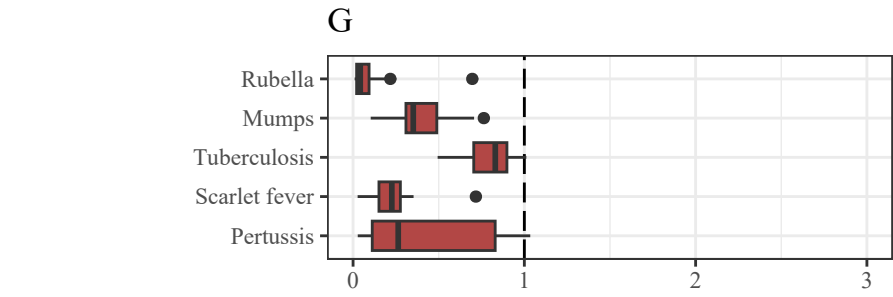 G
Rubella
Mumps
Tuberculosis
Scarlet fever
Pertussis
0 1 2 3